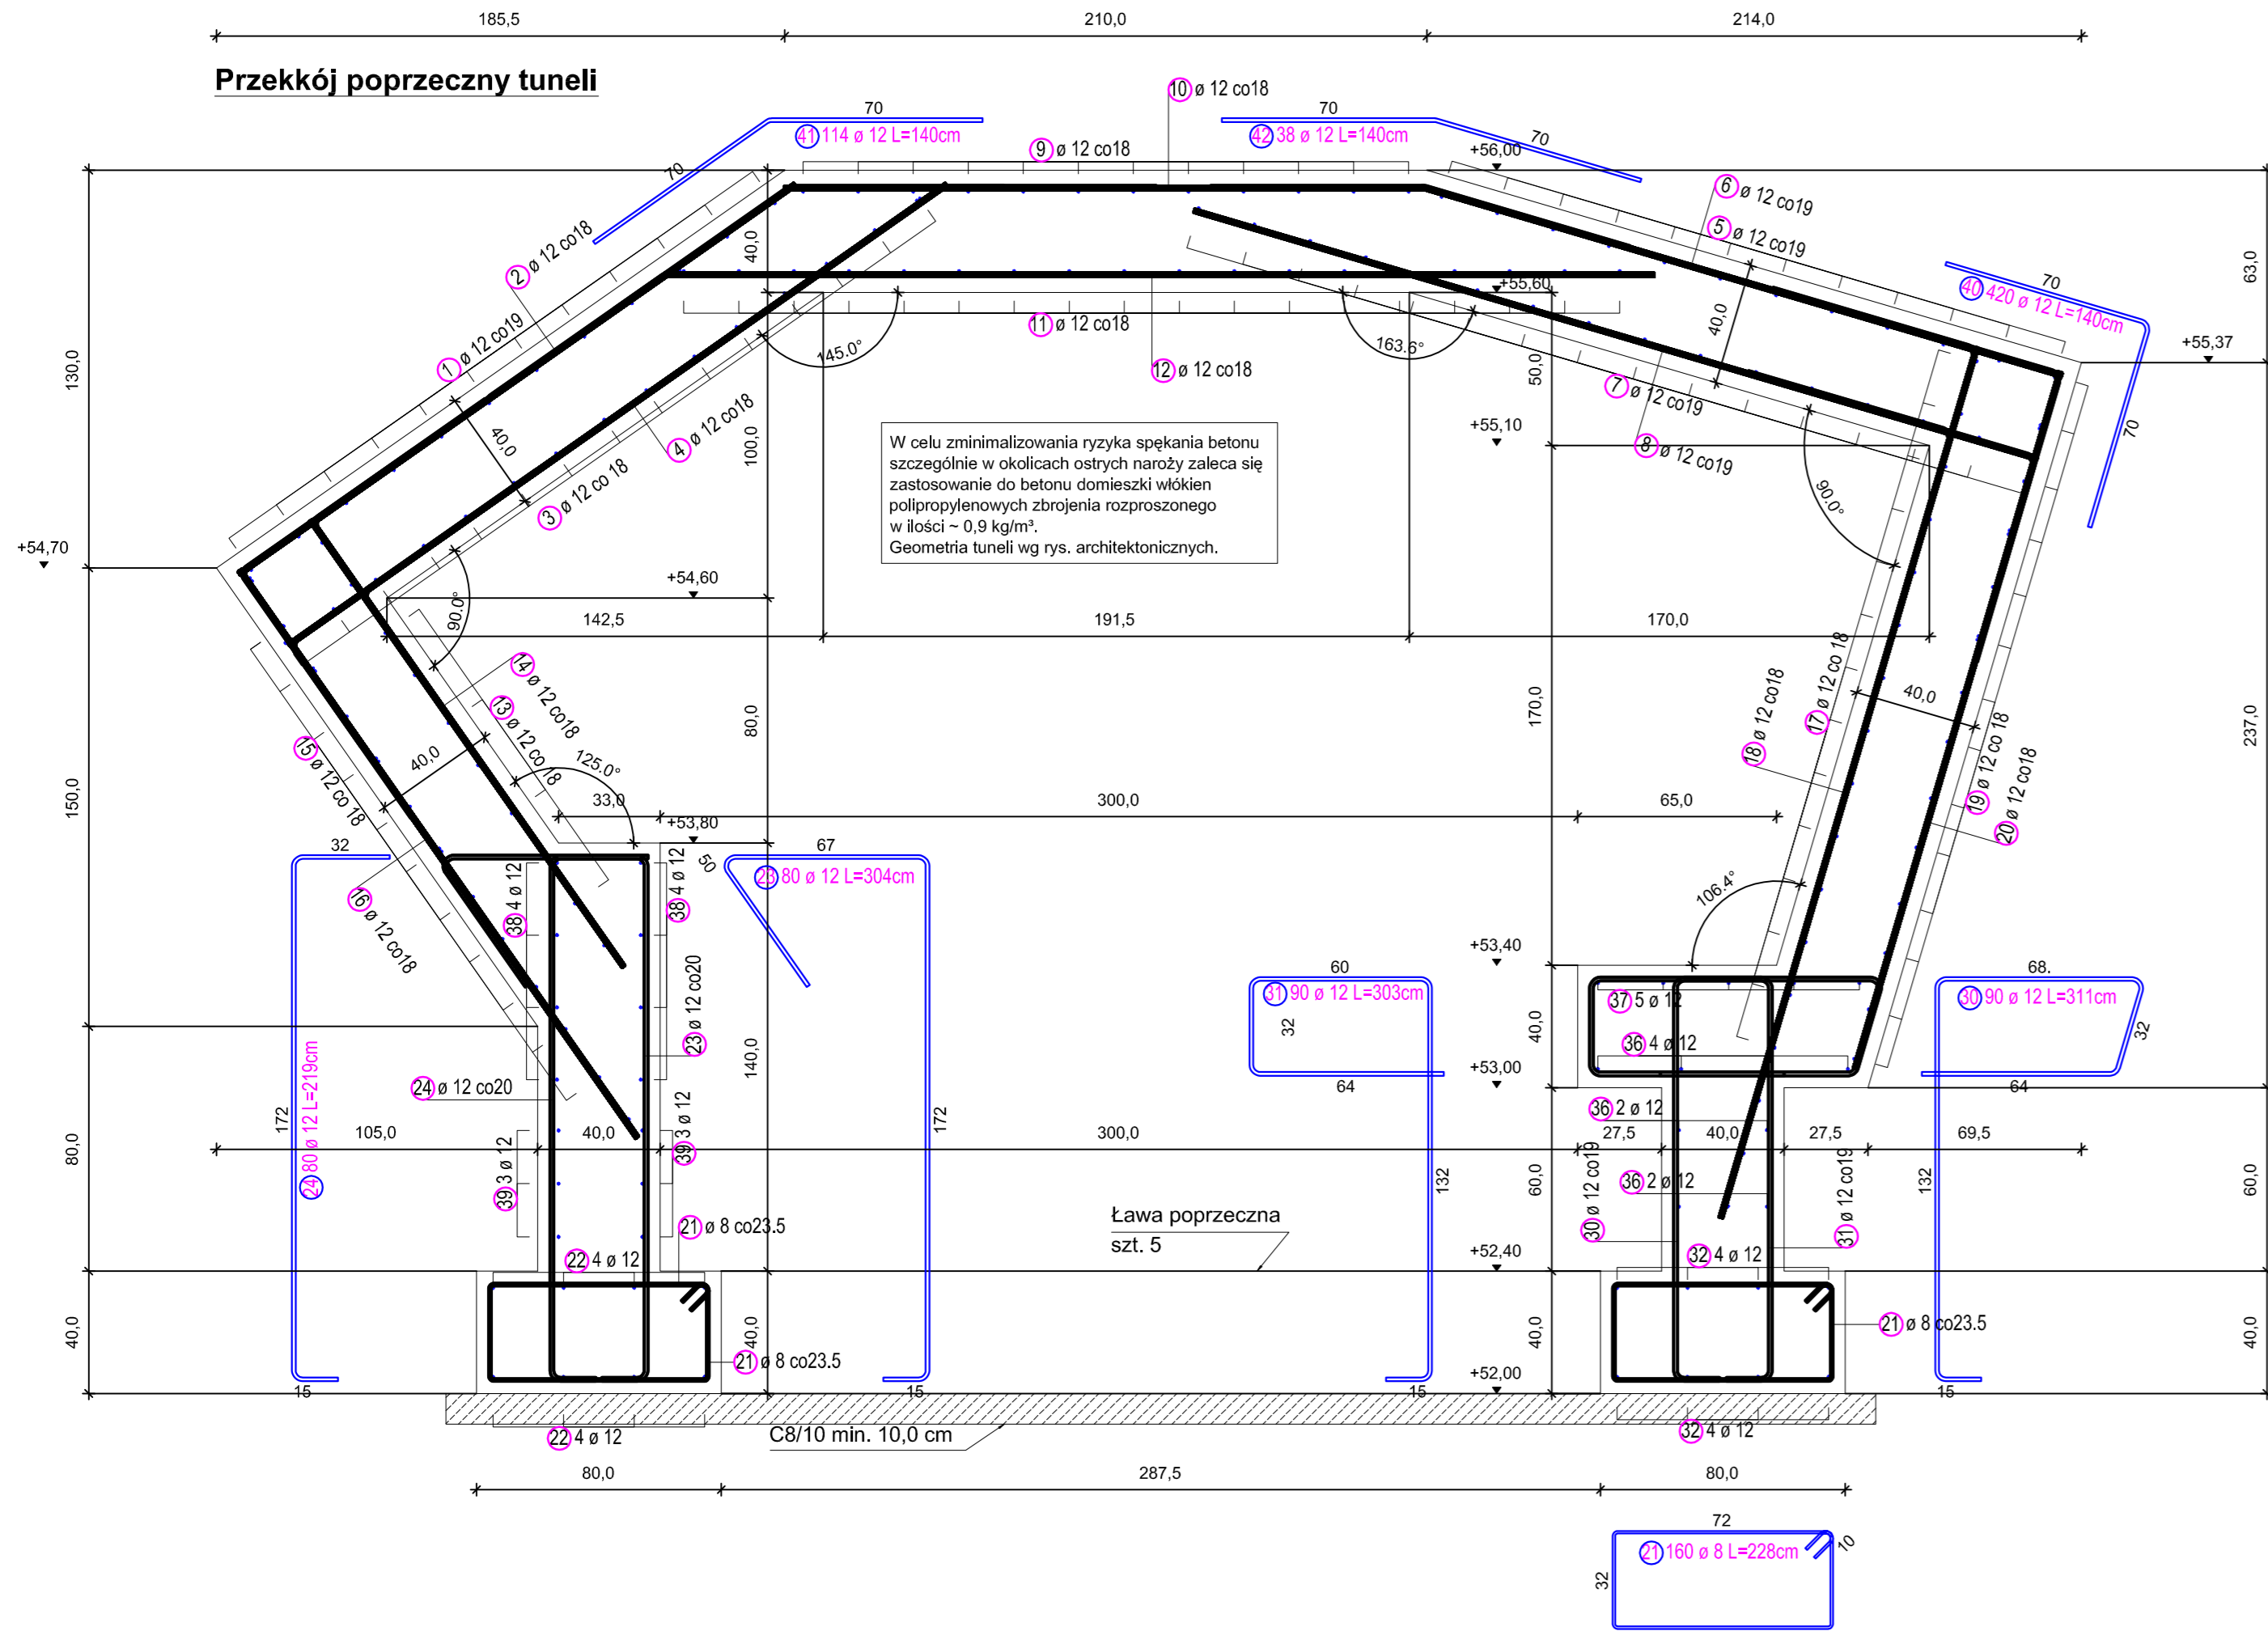 185,5
210,0
214,0
Przekkój poprzeczny tuneli
70
41 114 ø 12 L=140cm
70
10 ø 12 co18
70
42 38 ø 12 L=140cm
70
9 ø 12 co18
+56,00
6 ø 12 co19
5 ø 12 co19
2 ø 12 co18
40,0
63,0
70
40 420 ø 12 L=140cm
70
+55,60
1 ø 12 co19
11 ø 12 co18
145.0°
163.6°
40,0
+55,37
130,0
12 ø 12 co18
50,0
7 ø 12 co19
4 ø 12 co18
40,0
100,0
3 ø 12 co 18
+55,10
8 ø 12 co19
90.0°
W celu zminimalizowania ryzyka spękania betonu
szczególnie w okolicach ostrych naroży zaleca się
zastosowanie do betonu domieszki włókien
polipropylenowych zbrojenia rozproszonego
w ilości ~ 0,9 kg/m³.
Geometria tuneli wg rys. architektonicznych.
+54,70
+54,60
90.0°
142,5
191,5
170,0
14 ø 12 co18
13 ø 12 co 18
80,0
170,0
18 ø 12 co18
17 ø 12 co 18
40,0
237,0
15 ø 12 co 18
40,0
125.0°
19 ø 12 co 18
20 ø 12 co18
150,0
33,0
300,0
65,0
+53,80
32
50
67
23 80 ø 12 L=304cm
16 ø 12 co18
38 4 ø 12
38 4 ø 12
106.4°
+53,40
60
31 90 ø 12 L=303cm
32
64
37 5 ø 12
68.
30 90 ø 12 L=311cm
32
64
23 ø 12 co20
40,0
36 4 ø 12
140,0
24 ø 12 co20
+53,00
24 80 ø 12 L=219cm
172
172
36 2 ø 12
105,0
40,0
300,0
27,5
40,0
27,5
69,5
80,0
39 3 ø 12
39 3 ø 12
132
60,0
36 2 ø 12
30 ø 12 co19
31 ø 12 co19
132
60,0
Ława poprzeczna
szt. 5
21 ø 8 co23.5
22 4 ø 12
+52,40
32 4 ø 12
40,0
40,0
40,0
40,0
21 ø 8 co23.5
21 ø 8 co23.5
15
15
15
15
+52,00
22 4 ø 12
C8/10 min. 10,0 cm
32 4 ø 12
80,0
287,5
80,0
72
21 160 ø 8 L=228cm
10
32